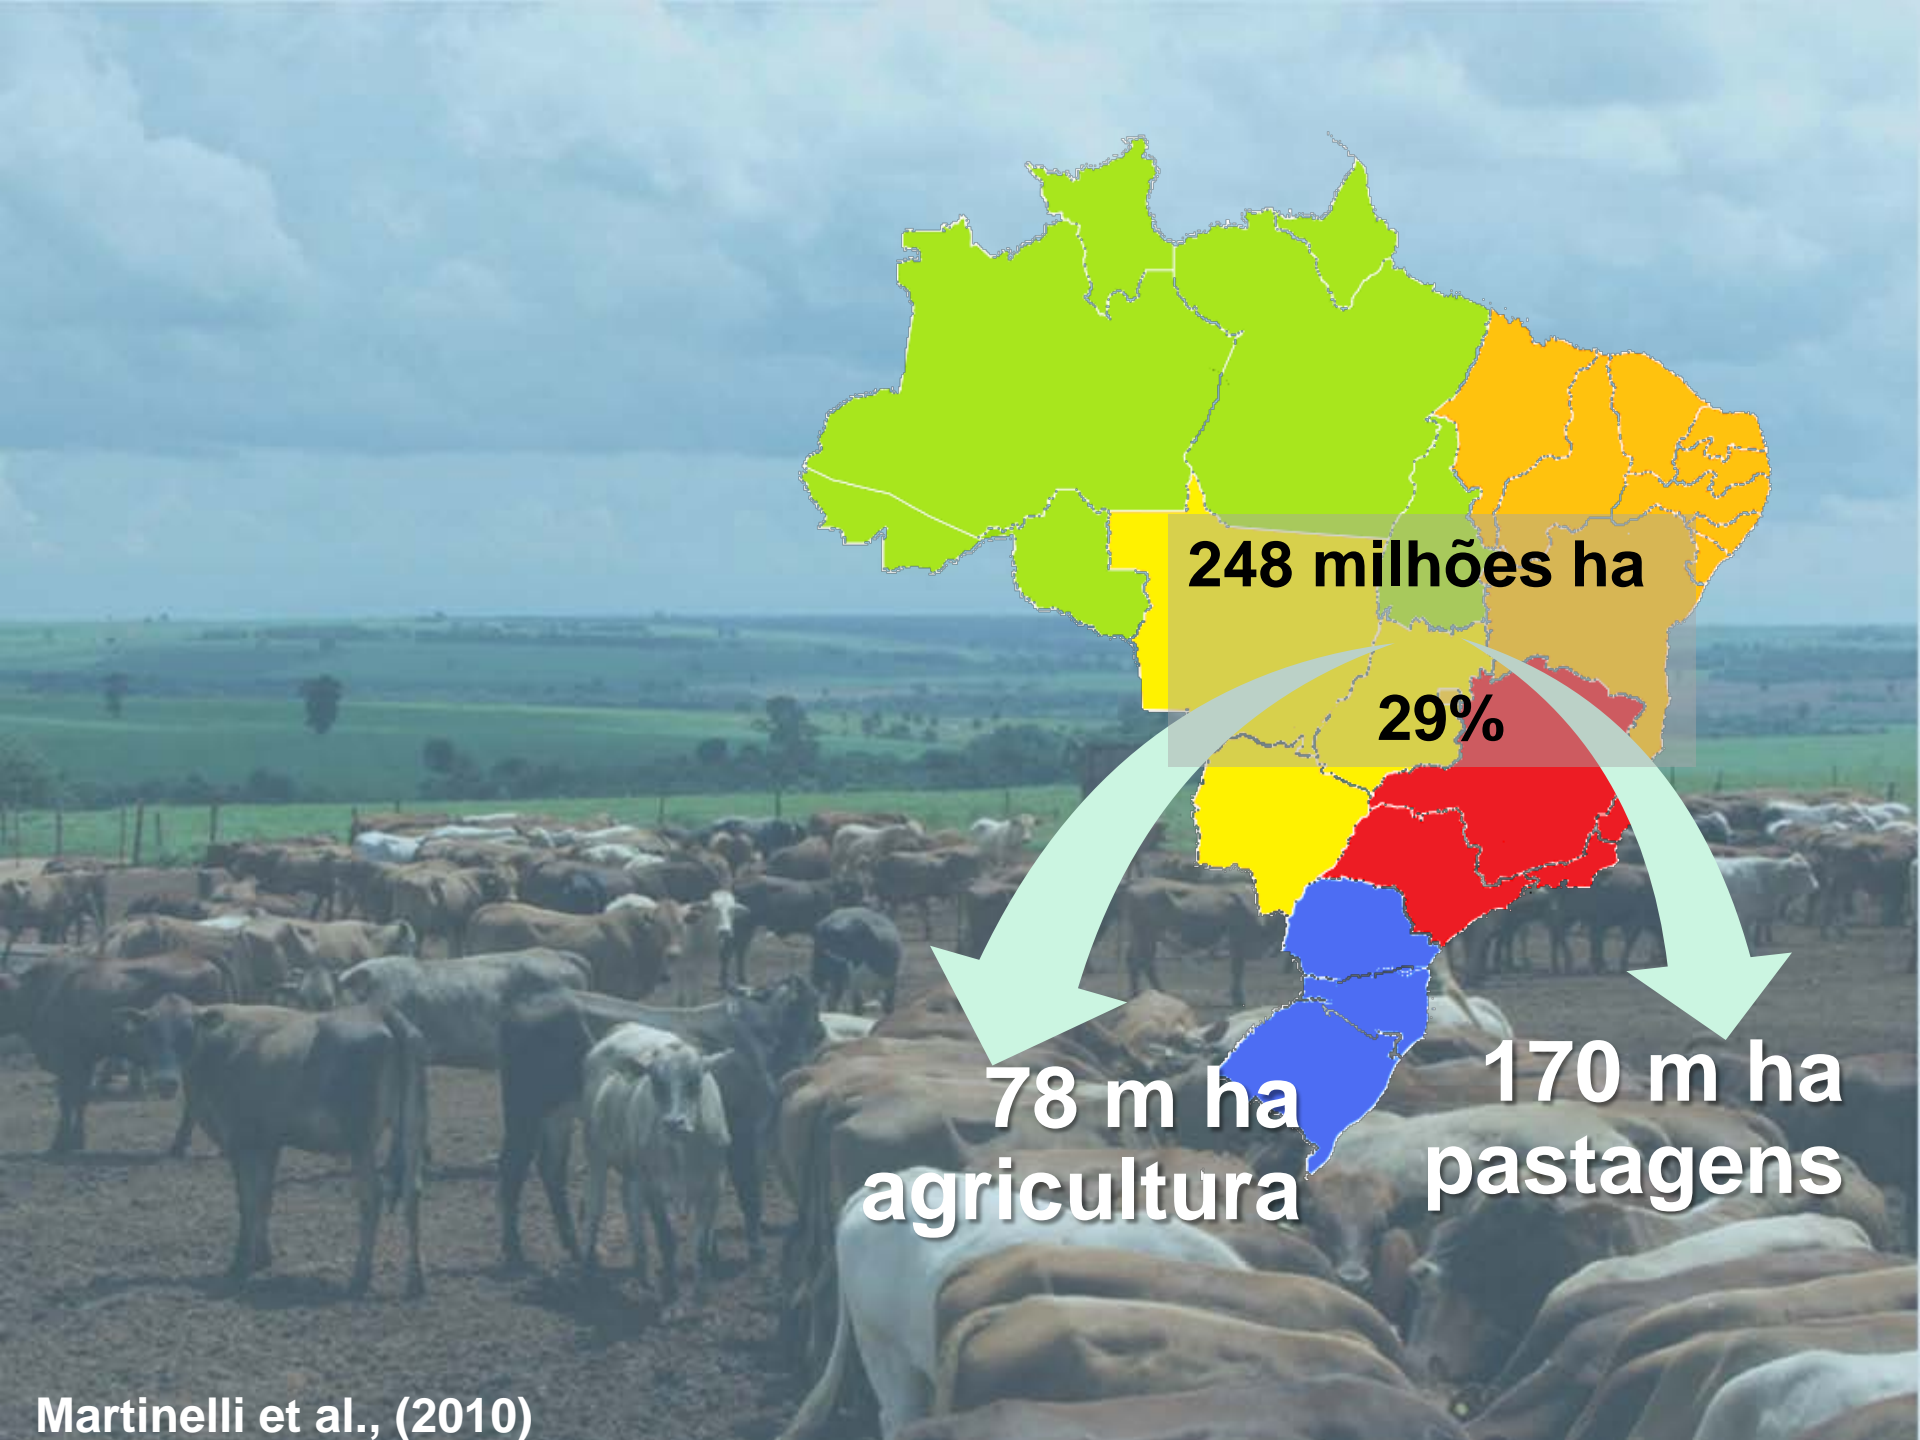 248 milhões ha
29%
78 m ha
agricultura
170 m ha
pastagens
Martinelli et al., (2010)